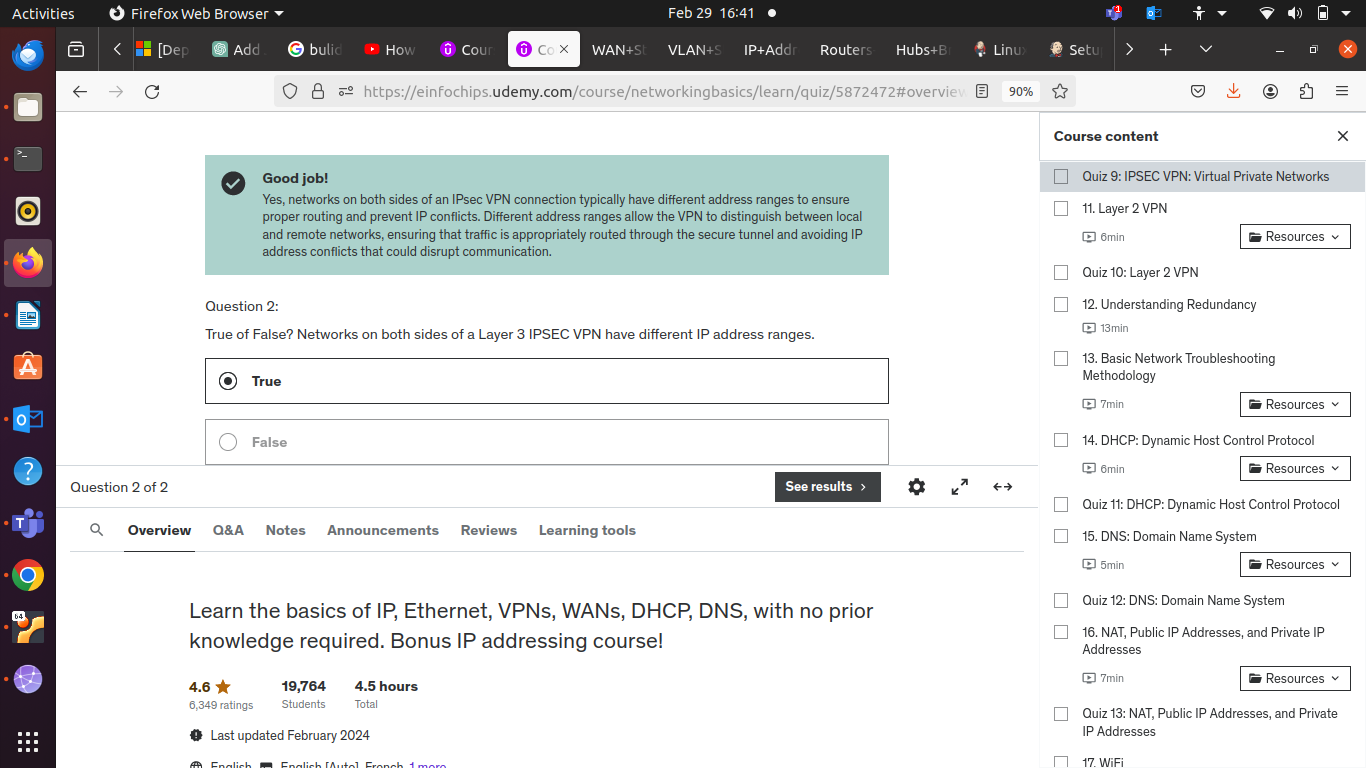 Activities
Firefox Web Browser
Feb 29 16:41
1
[Dep
Add
bulid
How
Cour
Co
WAN+St
VLAN+S
IP+Addr
Routers
Hubs+B
Linux
Setup
https://einfochips.udemy.com/course/networkingbasics/learn/quiz/5872472#overview
90%
Good job!
Yes, networks on both sides of an IPsec VPN connection typically have different address ranges to ensure
proper routing and prevent IP conflicts. Different address ranges allow the VPN to distinguish between local
and remote networks, ensuring that traffic is appropriately routed through the secure tunnel and avoiding IP
address conflicts that could disrupt communication.
Question 2:
True of False? Networks on both sides of a Layer 3 IPSEC VPN have different IP address ranges.
True
False
Question 2 of 2
See results
Overview
Q&A
Notes
Announcements
Reviews
Learning tools
Learn the basics of IP, Ethernet, VPNs, WANs, DHCP, DNS, with no prior
knowledge required. Bonus IP addressing course!
4.6
19,764
4.5 hours
6,349 ratings
Students
Total
Last updated February 2024
English
English [Auto], French, 1 more
Course content
Quiz 9: IPSEC VPN: Virtual Private Networks
11. Layer 2 VPN
6min
Resources
Quiz 10: Layer 2 VPN
12. Understanding Redundancy
13min
13. Basic Network Troubleshooting
Methodology
7min
Resources
14. DHCP: Dynamic Host Control Protocol
6min
Resources
Quiz 11: DHCP: Dynamic Host Control Protocol
15. DNS: Domain Name System
5min
Resources
Quiz 12: DNS: Domain Name System
16. NAT, Public IP Addresses, and Private IP
Addresses
7min
Resources
Quiz 13: NAT, Public IP Addresses, and Private
IP Addresses
17. WiFi